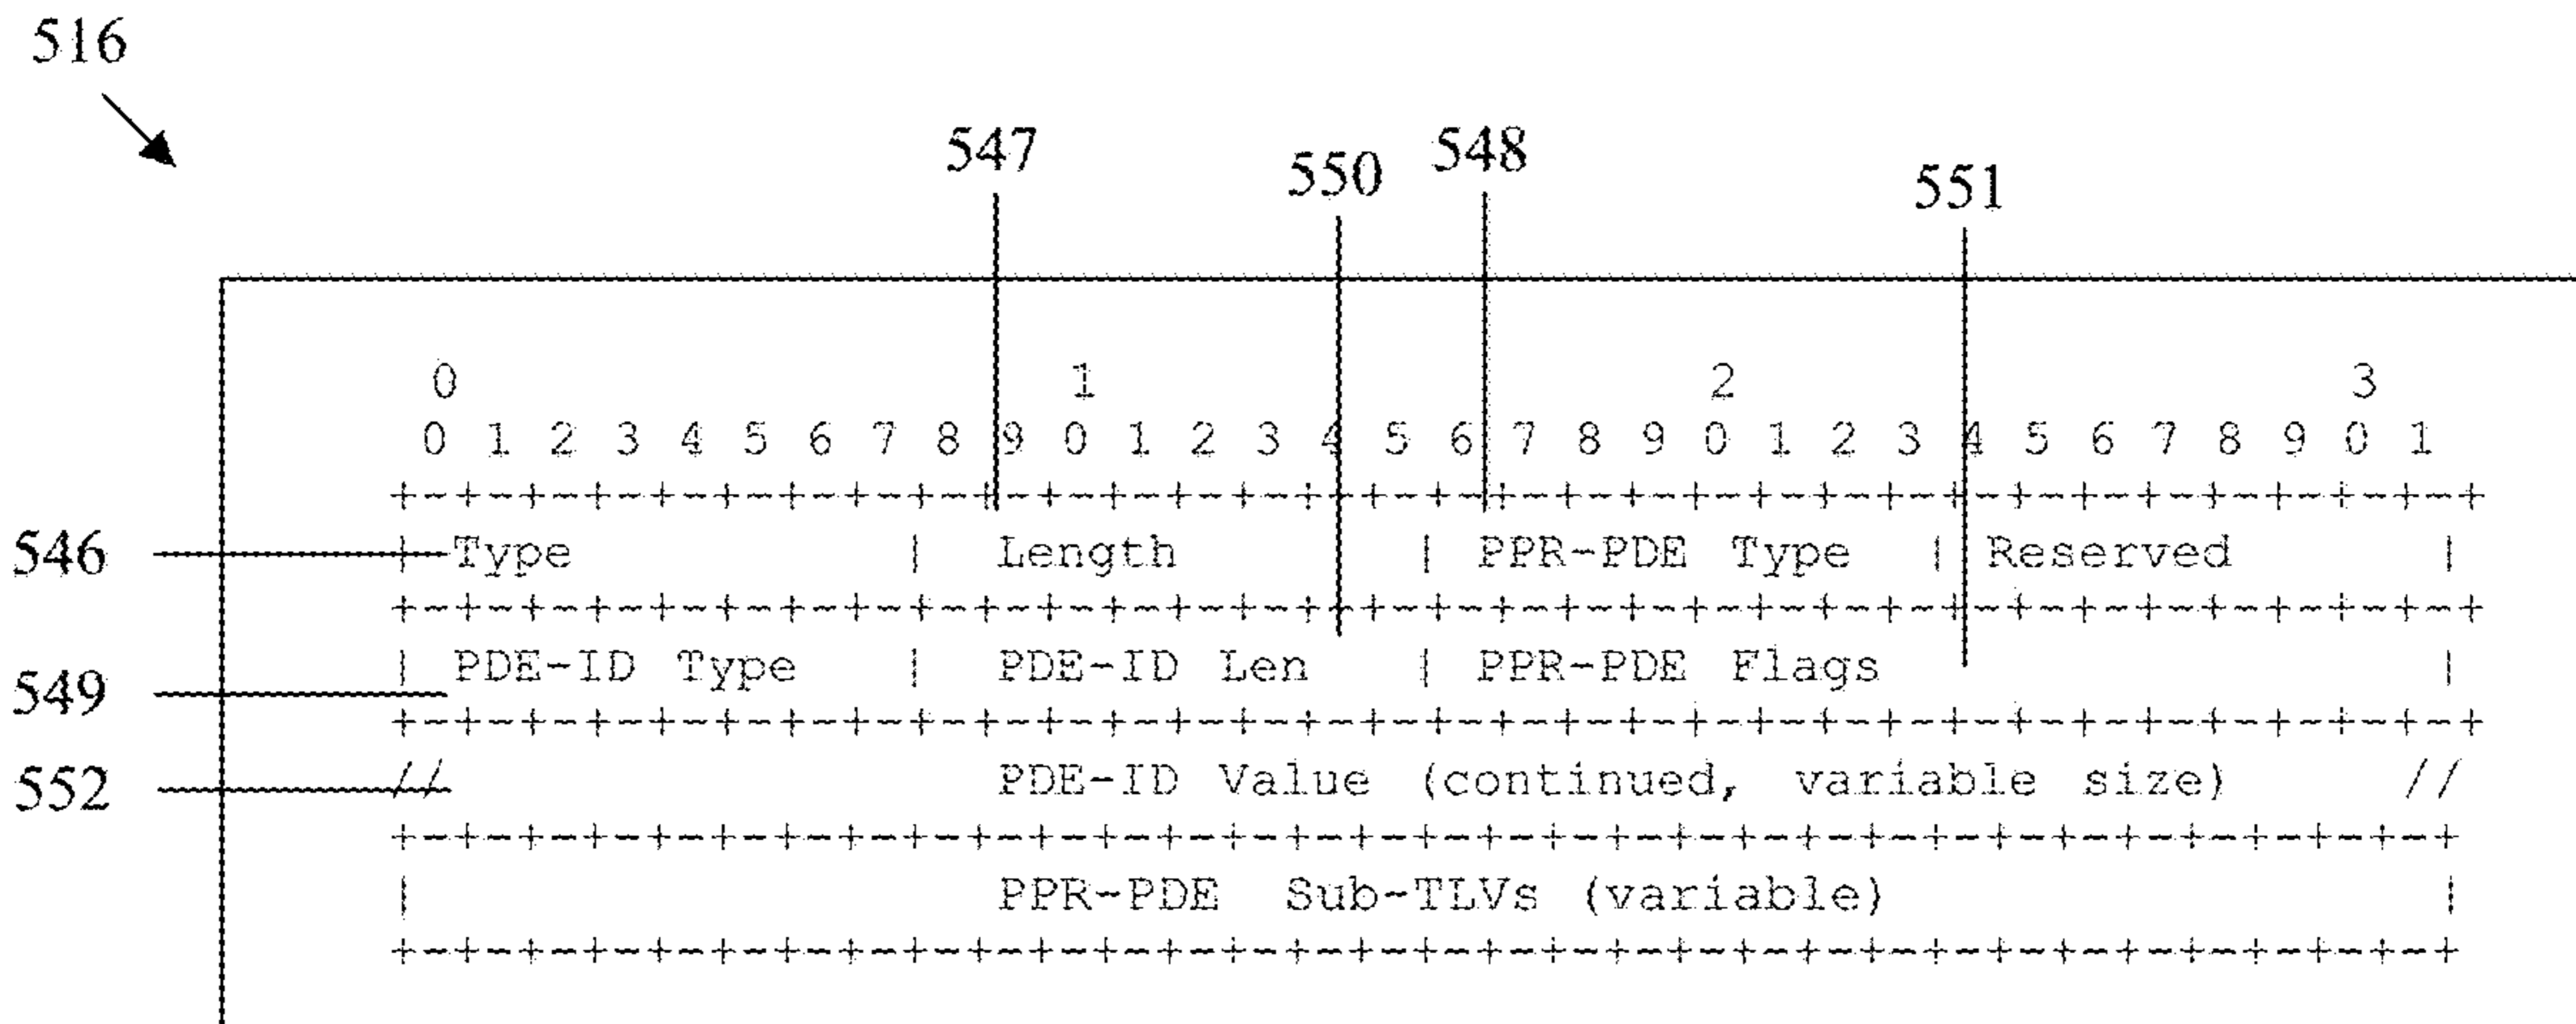 516
547 550 548 551
0 1 2 3
0 1 2 3 4 5 6 7 8 9 0 1 2 3 4 5 6 7 8 9 0 1 2 3 4 5 6 7 8 9 0 1
+-+-+-+-+-+-+-+-+-+-+-+-+-+-+-+-+-+-+-+-+-+-+-+-+-+-+-+-+-+-+-+-+
546 | Type | Length | PPR-PDE Type | Reserved |
+-+-+-+-+-+-+-+-+-+-+-+-+-+-+-+-+-+-+-+-+-+-+-+-+-+-+-+-+-+-+-+-+
549 | PDE-ID Type | PDE-ID Len | PPR-PDE Flags |
+-+-+-+-+-+-+-+-+-+-+-+-+-+-+-+-+-+-+-+-+-+-+-+-+-+-+-+-+-+-+-+-+
552 // PDE-ID Value (continued, variable size) //
+-+-+-+-+-+-+-+-+-+-+-+-+-+-+-+-+-+-+-+-+-+-+-+-+-+-+-+-+-+-+-+-+
| PPR-PDE Sub-TLVs (variable) |
+-+-+-+-+-+-+-+-+-+-+-+-+-+-+-+-+-+-+-+-+-+-+-+-+-+-+-+-+-+-+-+-+